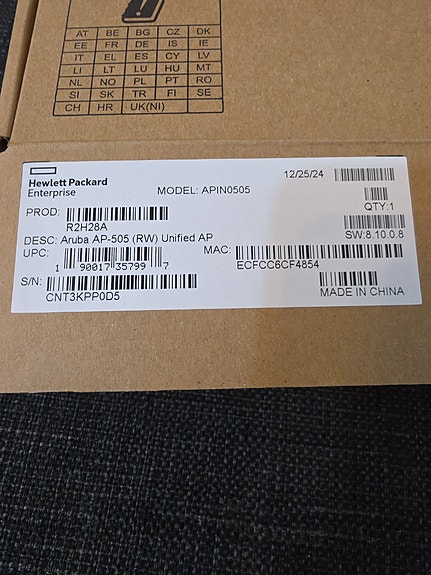 AT BE BG CZ DK
EE FR DE IS IE
IT EL ES CY LV
LI LT LU HU MT
NL NO PL PT RO
SI SK TR FI SE
CH HR UK(NI)
Hewlett Packard
Enterprise
MODEL: APIN0505
12/25/24
QTY:1
PROD:
R2H28A
SW:8.10.0.8
DESC: Aruba AP-505 (RW) Unified AP
UPC:
1 90017 35799 7
MAC:
ECFCC6CF4854
S/N:
CNT3KPP0D5
MADE IN CHINA